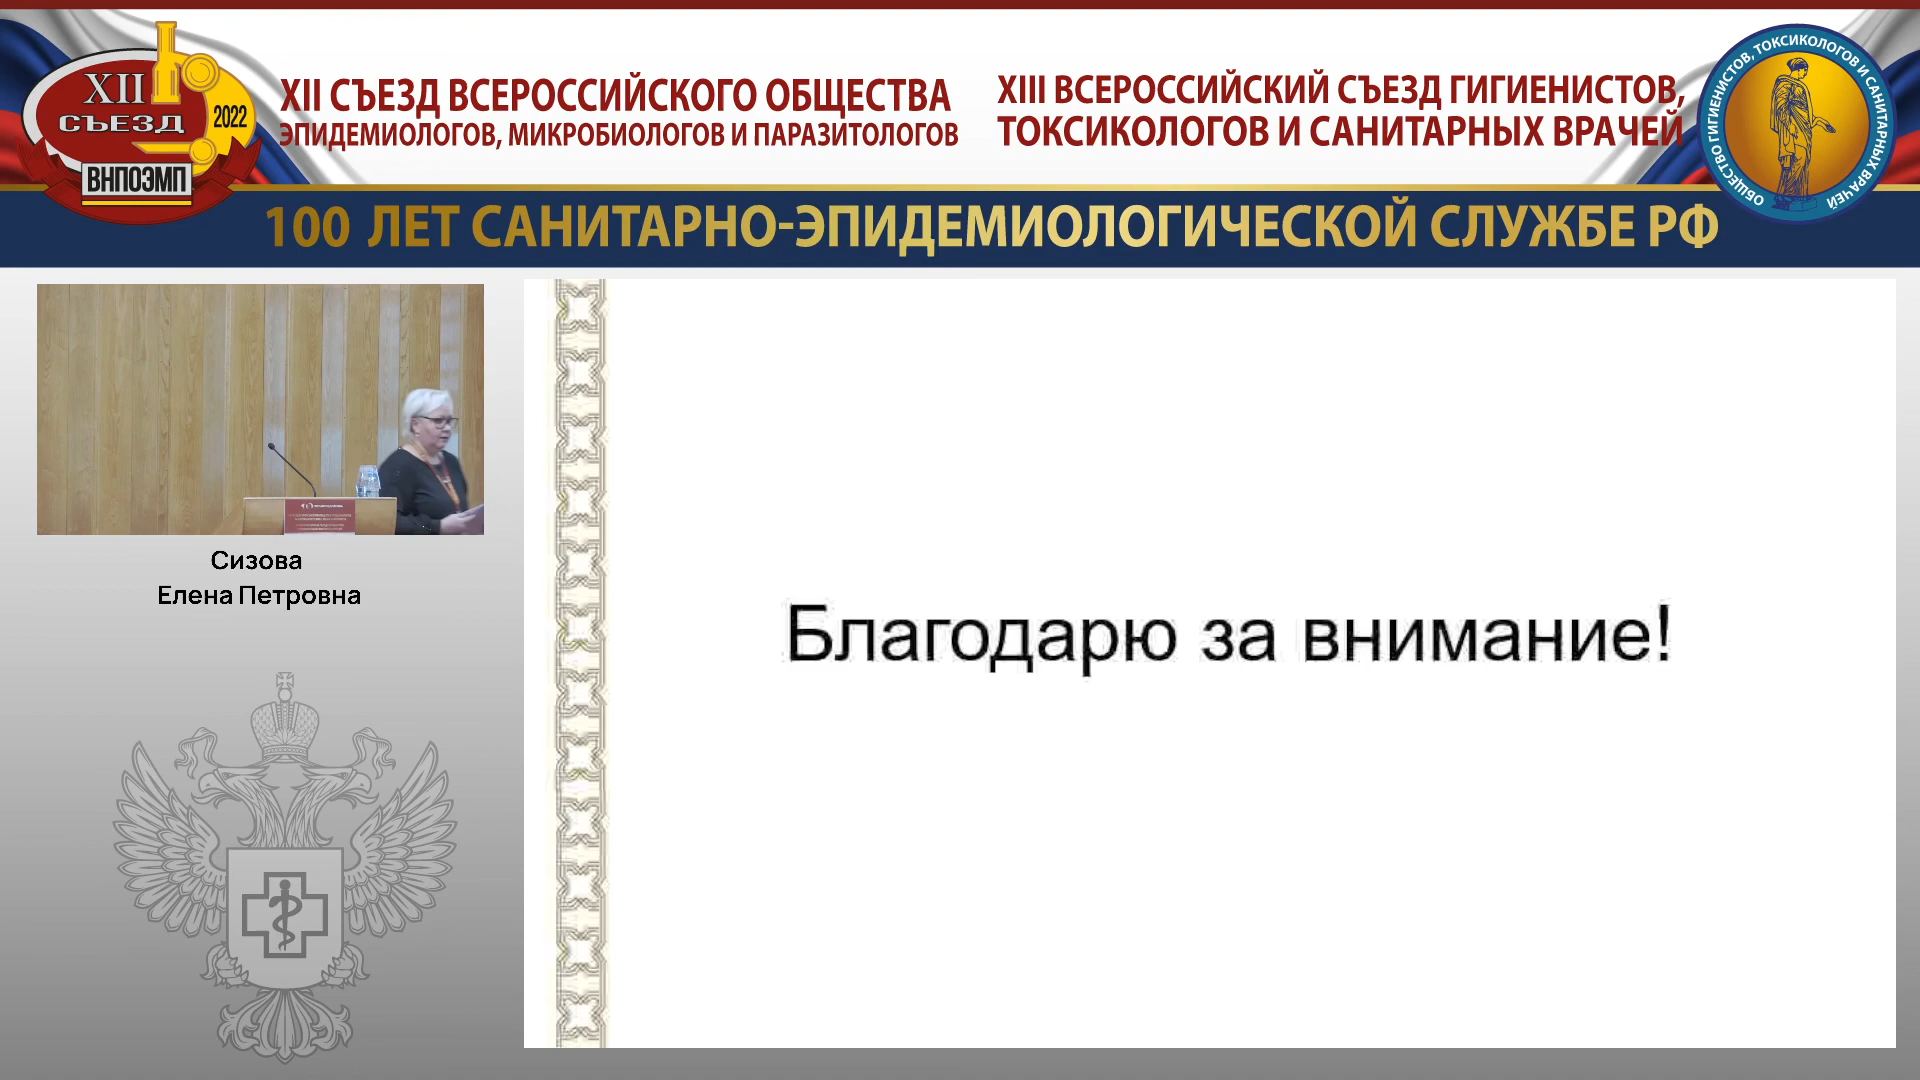 XII
СЪЕЗД
2022
ВНПОЭМП
XII СЪЕЗД ВСЕРОССИЙСКОГО ОБЩЕСТВА
ЭПИДЕМИОЛОГОВ, МИКРОБИОЛОГОВ И ПАРАЗИТОЛОГОВ
XIII ВСЕРОССИЙСКИЙ СЪЕЗД ГИГИЕНИСТОВ,
ТОКСИКОЛОГОВ И САНИТАРНЫХ ВРАЧЕЙ
ОБЩЕСТВО ГИГИЕНИСТОВ, ТОКСИКОЛОГОВ И САНИТАРНЫХ ВРАЧЕЙ
100 ЛЕТ САНИТАРНО-ЭПИДЕМИОЛОГИЧЕСКОЙ СЛУЖБЕ РФ
Сизова
Елена Петровна
Благодарю за внимание!